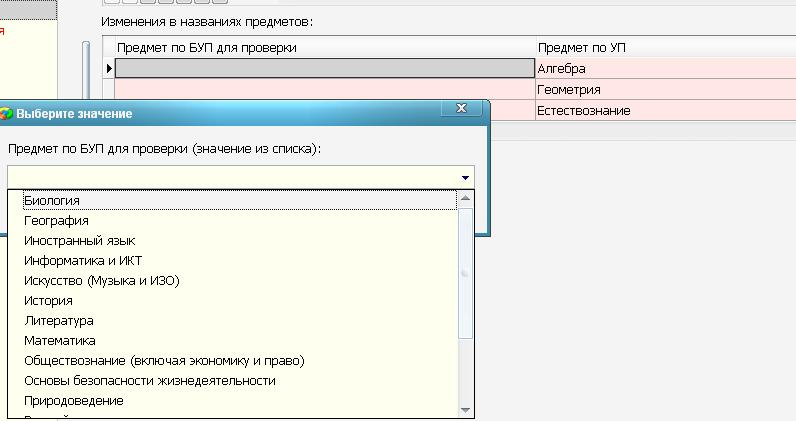 Изменения в названиях предметов:
Предмет по БУП для проверки Предмет по УП
Алгебра
Геометрия
Естествознание
Выберите значение
Предмет по БУП для проверки (значение из списка):
Биология
География
Иностранный язык
Информатика и ИКТ
Искусство (Музыка и ИЗО)
История
Литература
Математика
Обществознание (включая экономику и право)
Основы безопасности жизнедеятельности
Природоведение